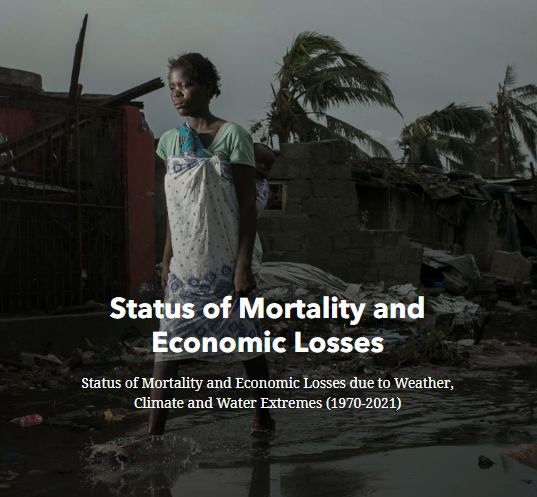 Status of Mortality and
Economic Losses
Status of Mortality and Economic Losses due to Weather,
Climate and Water Extremes (1970-2021)